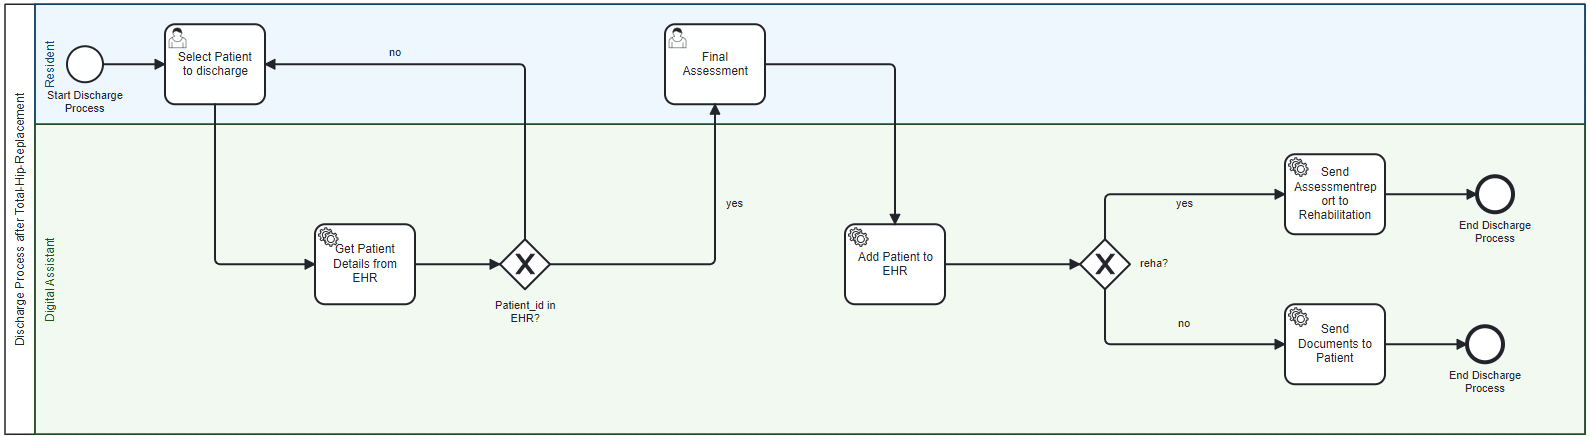 Discharge Process after Total-Hip-Replacement
Resident
Start Discharge
Process
Select Patient
to discharge
no
Final
Assessment
Digital Assistant
Get Patient
Details from
EHR
Patient_id in
EHR?
yes
Add Patient to
EHR
reha?
yes
Send
Assessmentrep
ort to
Rehabilitation
End Discharge
Process
no
Send
Documents to
Patient
End Discharge
Process